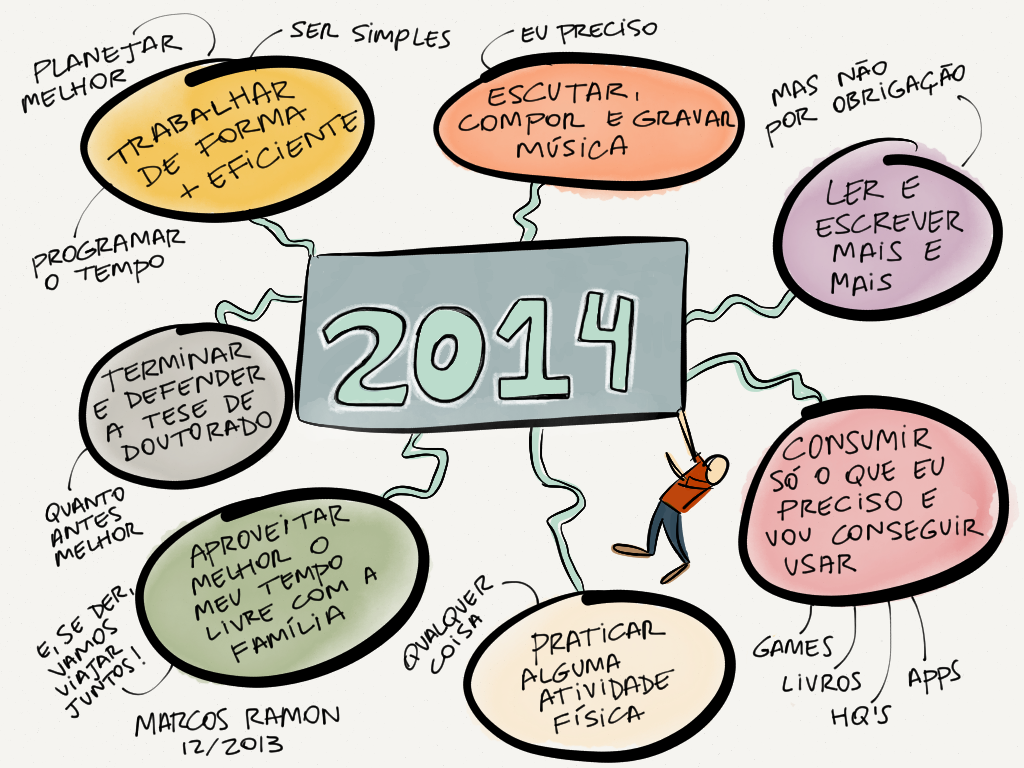 PLANEJAR
MELHOR
SER SIMPLES
TRABALHAR
DE FORMA
+ EFICIENTE
PROGRAMAR
O TEMPO
EU PRECISO
ESCUTAR,
COMPOR E GRAVAR
MÚSICA
MAS NÃO
POR OBRIGAÇÃO
LER E
ESCREVER
MAIS E
MAIS
2014
TERMINAR
E DEFENDER
A TESE DE
DOUTORADO
QUANTO
ANTES
MELHOR
CONSUMIR
SÓ O QUE EU
PRECISO E
VOU CONSEGUIR
USAR
GAMES
LIVROS
HQ'S
APPS
APROVEITAR
MELHOR O
MEU TEMPO
LIVRE COM A
FAMÍLIA
E, SE DER,
VAMOS
VIAJAR
JUNTOS!
QUALQUER
COISA
PRATICAR
ALGUMA
ATIVIDADE
FÍSICA
MARCOS RAMON
12/2013